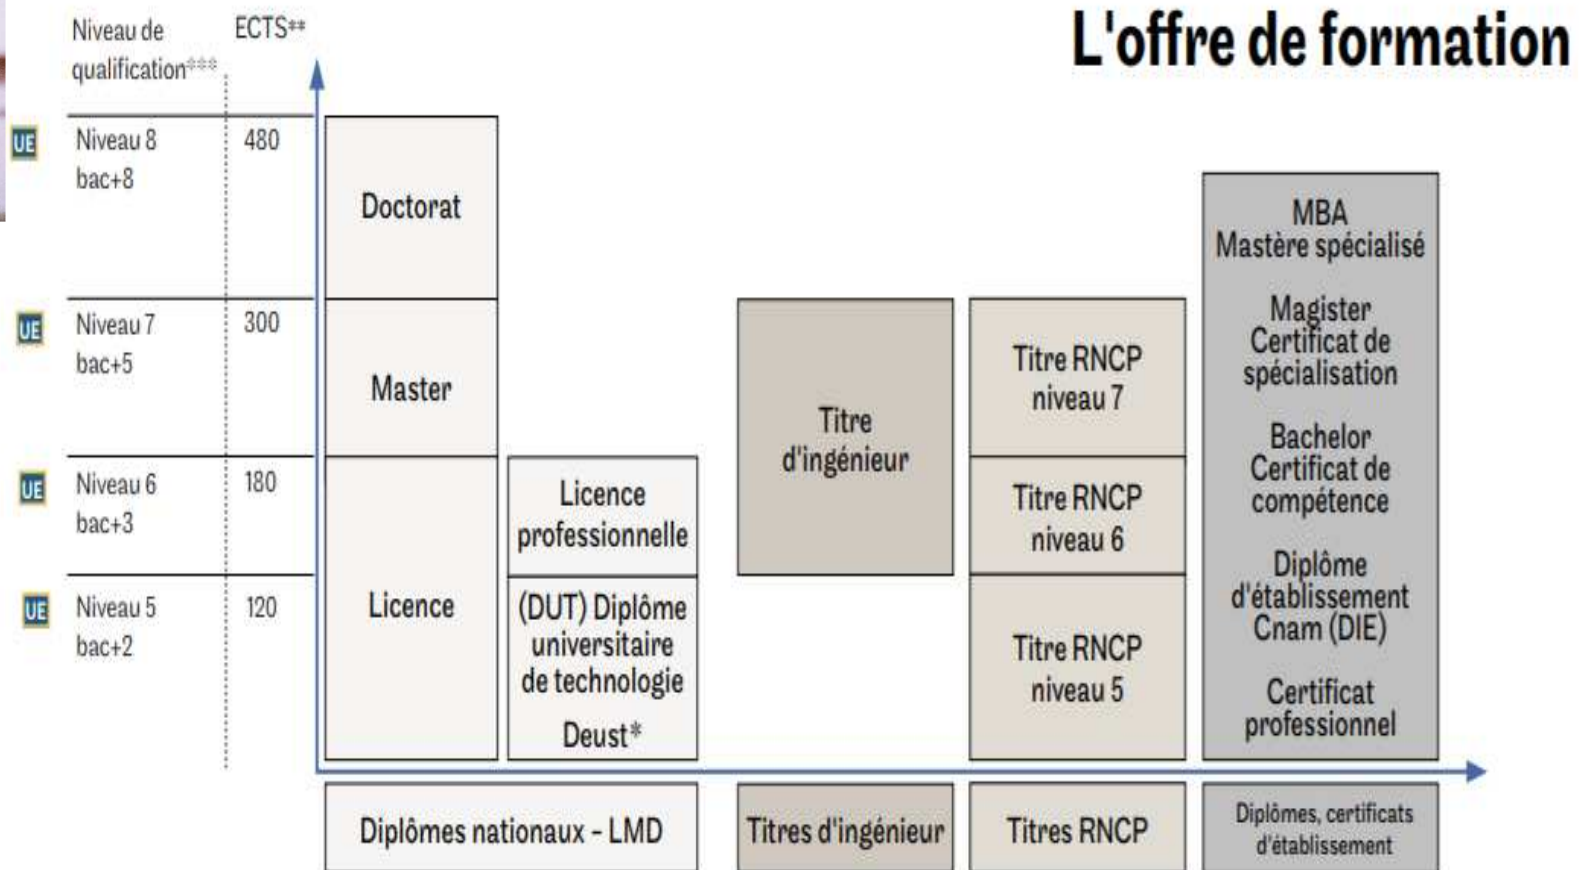 L'offre de formation
Niveau de
qualification***
ECTS**
UE
Niveau 8
bac+8
480
UE
Niveau 7
bac+5
300
UE
Niveau 6
bac+3
180
UE
Niveau 5
bac+2
120
Doctorat
Master
Licence
Licence
professionnelle
(DUT) Diplôme
universitaire
de technologie
Deust*
Diplômes nationaux - LMD
Titre
d'ingénieur
Titres d'ingénieur
Titre RNCP
niveau 7
Titre RNCP
niveau 6
Titre RNCP
niveau 5
Titres RNCP
MBA
Mastère spécialisé
Magister
Certificat de
spécialisation
Bachelor
Certificat de
compétence
Diplôme
d'établissement
Cnam (DIE)
Certificat
professionnel
Diplômes, certificats
d'établissement